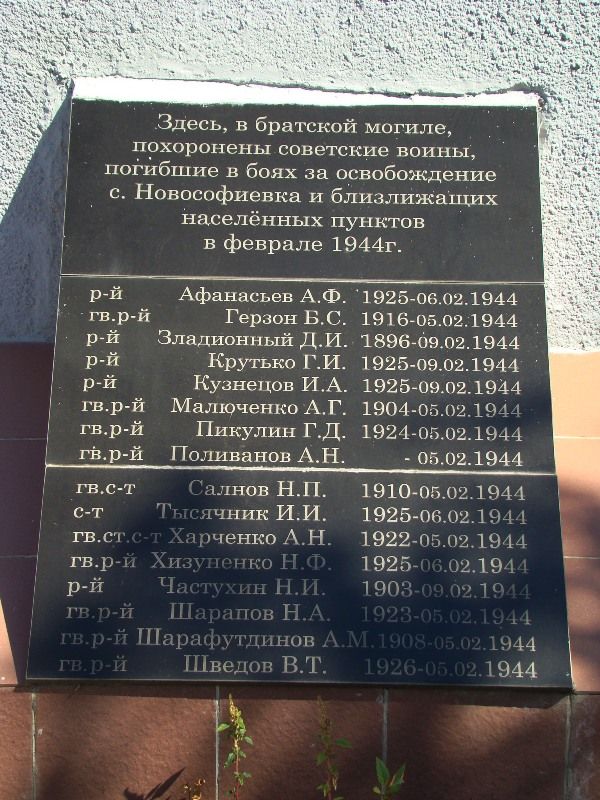 Здесь, в братской могиле,
похоронены советские воины,
погибшие в боях за освобождение
с. Новософиевка и близлижащих
населённых пунктов
в феврале 1944г.
р-й Афанасьев А.Ф. 1925-06.02.1944
гв.р-й Герзон Б.С. 1916-05.02.1944
р-й Зладионный Д.И. 1896-09.02.1944
р-й Крутько Г.И. 1925-09.02.1944
р-й Кузнецов И.А. 1925-09.02.1944
гв.р-й Малюченко А.Г. 1904-05.02.1944
гв.р-й Пикулин Г.Д. 1924-05.02.1944
гв.р-й Поливанов А.Н. - 05.02.1944
гв.с-т Салнов Н.П. 1910-05.02.1944
с-т Тысячник И.И. 1925-06.02.1944
гв.ст.с-т Харченко А.Н. 1922-05.02.1944
гв.р-й Хизуненко Н.Ф. 1925-06.02.1944
р-й Частухин Н.И. 1903-09.02.1944
гв.р-й Шарапов Н.А. 1923-05.02.1944
гв.р-й Шарафутдинов А.М. 1908-05.02.1944
гв.р-й Шведов В.Т. 1926-05.02.1944